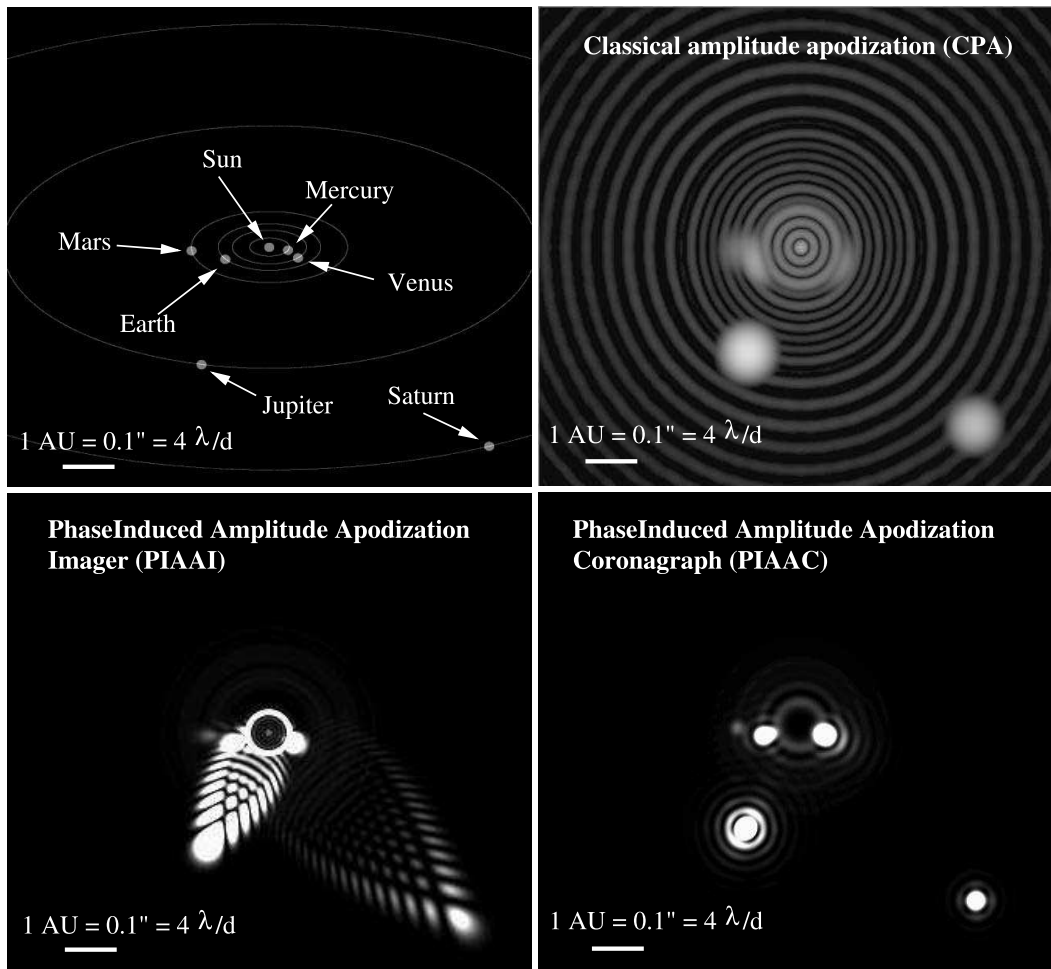 Sun
Mercury
Mars
Venus
Earth
Jupiter
Saturn
1 AU = 0.1" = 4 λ/d
Classical amplitude apodization (CPA)
1 AU = 0.1" = 4 λ/d
PhaseInduced Amplitude Apodization
Imager (PIAAI)
1 AU = 0.1" = 4 λ/d
PhaseInduced Amplitude Apodization
Coronagraph (PIAAC)
1 AU = 0.1" = 4 λ/d